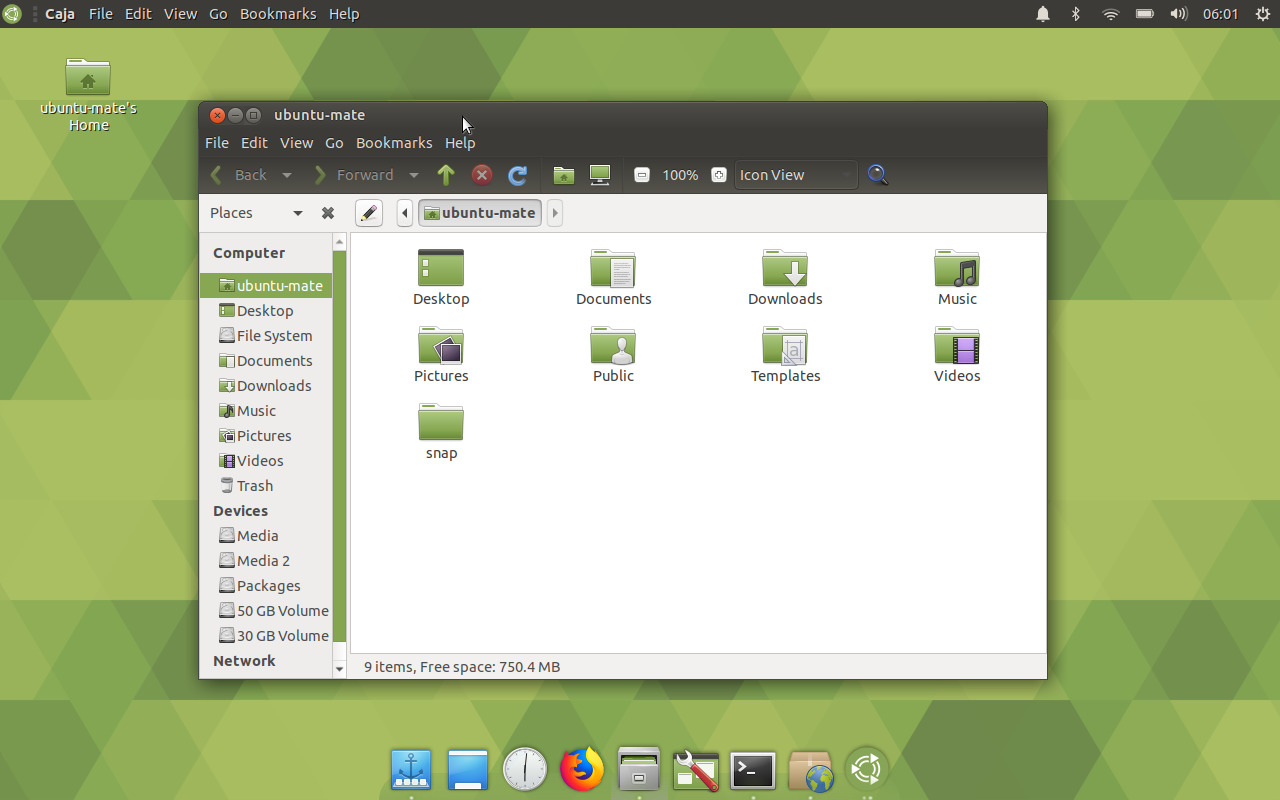 Caja File Edit View Go Bookmarks Help 06:01
ubuntu-mate's
Home
ubuntu-mate
File Edit View Go Bookmarks Help
Back Forward 100% Icon View
Places ubuntu-mate
Computer
ubuntu-mate
Desktop
File System
Documents
Downloads
Music
Pictures
Videos
Trash
Devices
Media
Media 2
Packages
50 GB Volume
30 GB Volume
Network
Desktop Documents Downloads Music
Pictures Public Templates Videos
snap
9 items, Free space: 750.4 MB